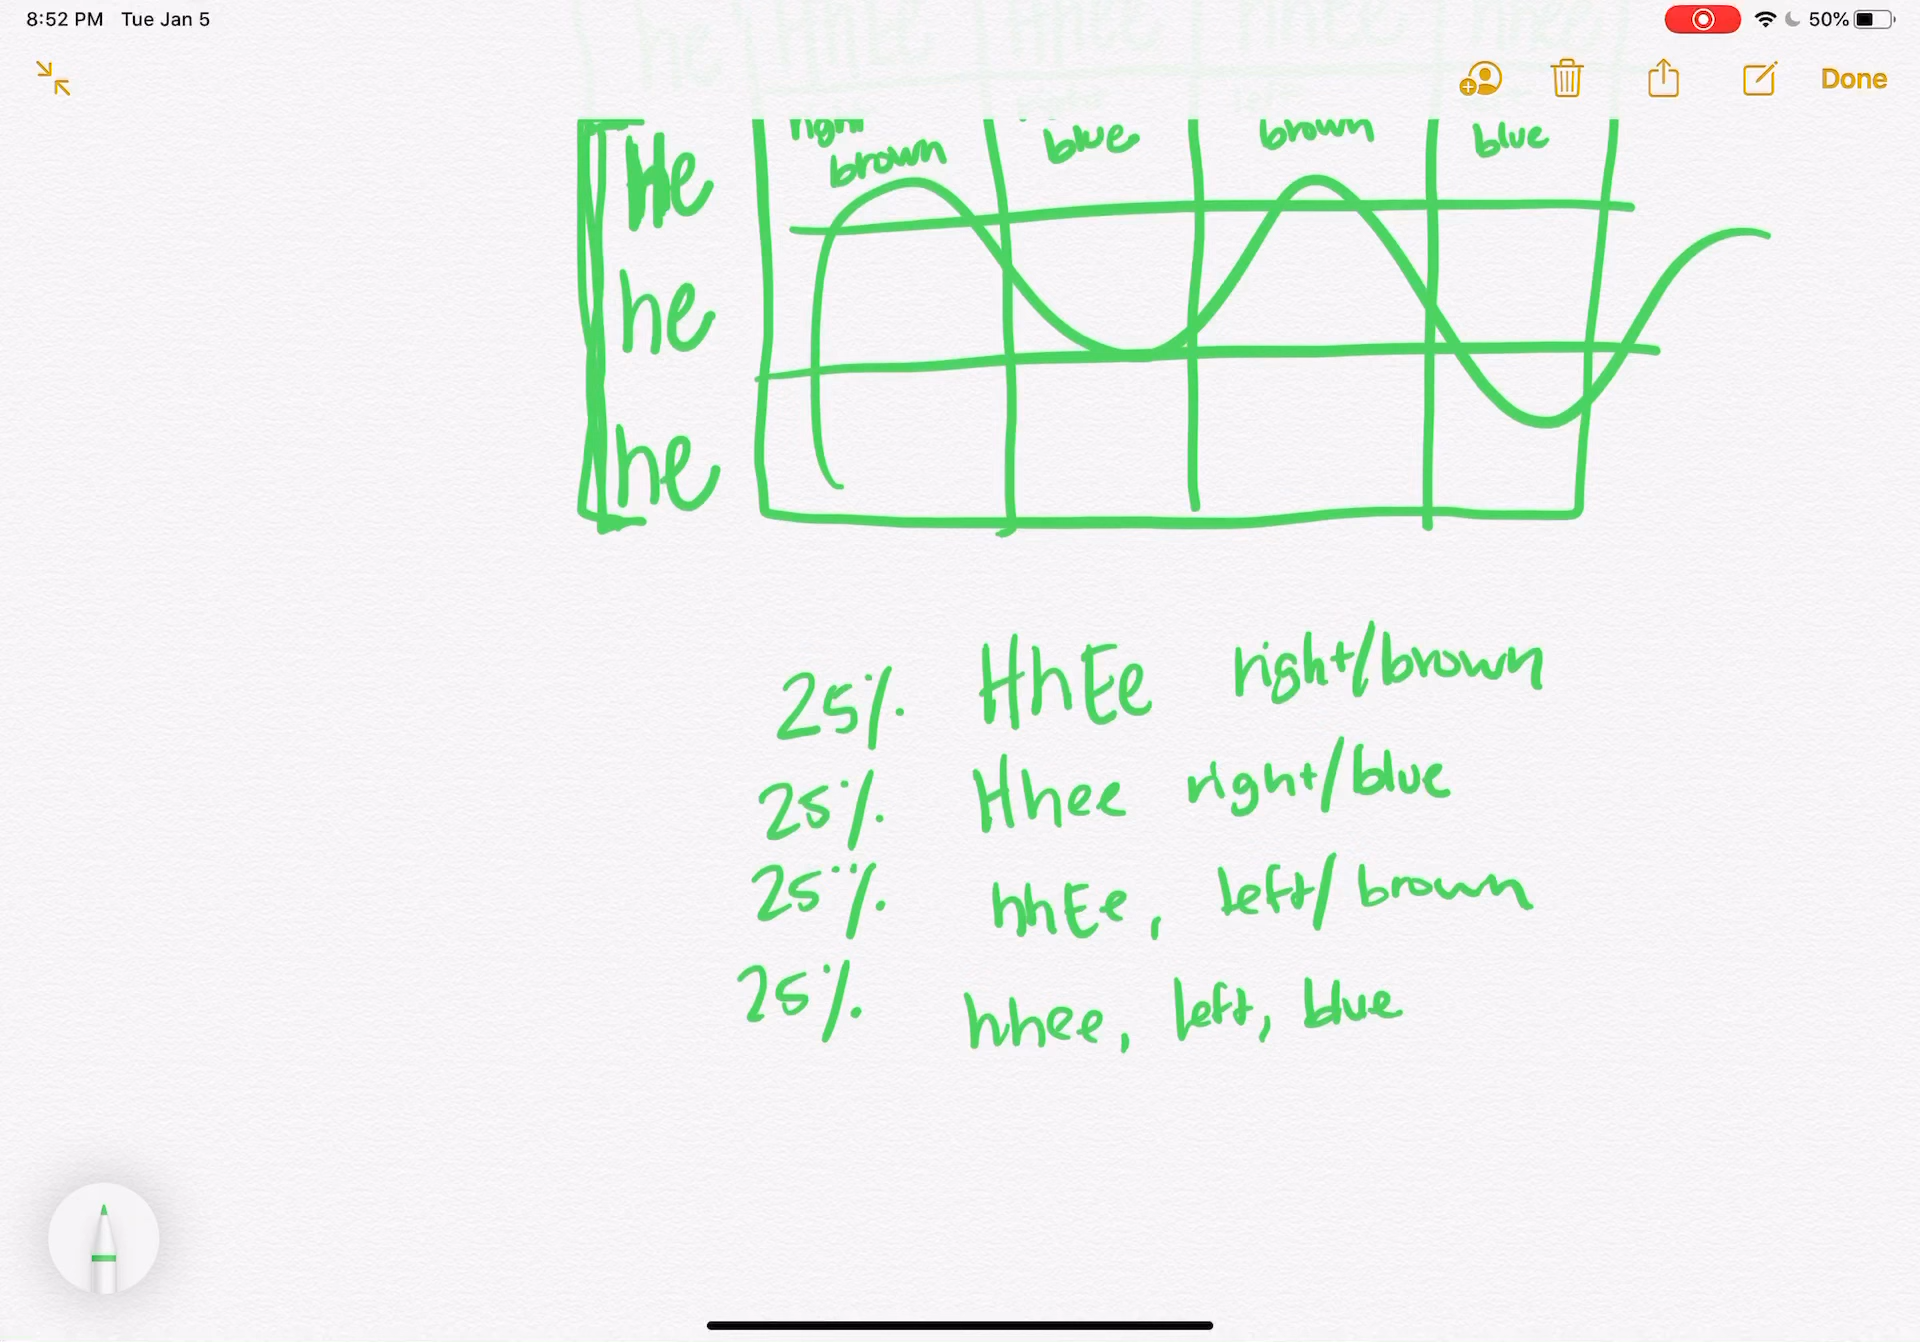 8:52 PM Tue Jan 5
50%
Done
He
right
brown
blue
brown
blue
he
he
25% HhEe right/brown
25% Hhee right/blue
25% hhEe, left/brown
25% hhee, left, blue